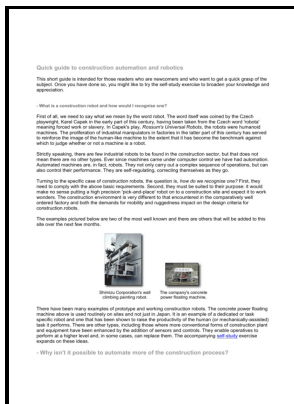 Quick guide to construction automation and robotics
This short guide is intended for those readers who are newcomers and who want to get a quick grasp of the
subject. Once you have done so, you might like to try the self-study exercise to broaden your knowledge and
appreciation.
- What is a construction robot and how would I recognise one?
First of all, we need to say what we mean by the word robot. The word itself was coined by the Czech
playwright, Karel Capek in the early part of this century, having been taken from the Czech word 'robota'
meaning forced work or slavery. In Capek's play, Rossum's Universal Robots, the robots were humanoid
machines. The proliferation of industrial manipulators in factories in the latter part of this century has served
to reinforce the image of the human-like machine to the extent that it has become the benchmark against
which to judge whether or not a machine is a robot.
Strictly speaking, there are few industrial robots to be found in the construction sector, but that does not
mean there are no other types. Ever since machines came under computer control we have had automation.
Automated machines are, in fact, robots. They not only carry out a complex sequence of operations, but can
also control their performance. They are self-regulating, correcting themselves as they go.
Turning to the specific case of construction robots, the question is, how do we recognise one? First, they
need to comply with the above basic requirements. Second, they must be suited to their purpose: it would
make no sense putting a high precision 'pick-and-place' robot on to a construction site and expect it to work
wonders. The construction environment is very different to that encountered in the comparatively well
ordered factory and both the demands for mobility and ruggedness impact on the design criteria for
construction robots.
The examples pictured below are two of the most well known and there are others that will be added to this
site over the next few months.
Shimizu Corporation's wall
climbing painting robot
The company's concrete
power floating machine.
There have been many examples of prototype and working construction robots. The concrete power floating
machine above is used routinely on sites and not just in Japan. It is an example of a dedicated or task
specific robot and one that has been shown to raise the productivity of the human (or mechanically-assisted)
task it performs. There are other types, including those where more conventional forms of construction plant
and equipment have been enhanced by the addition of sensors and controls. They enable operatives to
perform at a higher level and, in some cases, can replace them. The accompanying self-study exercise
expands on these ideas.
- Why isn't it possible to automate more of the construction process?